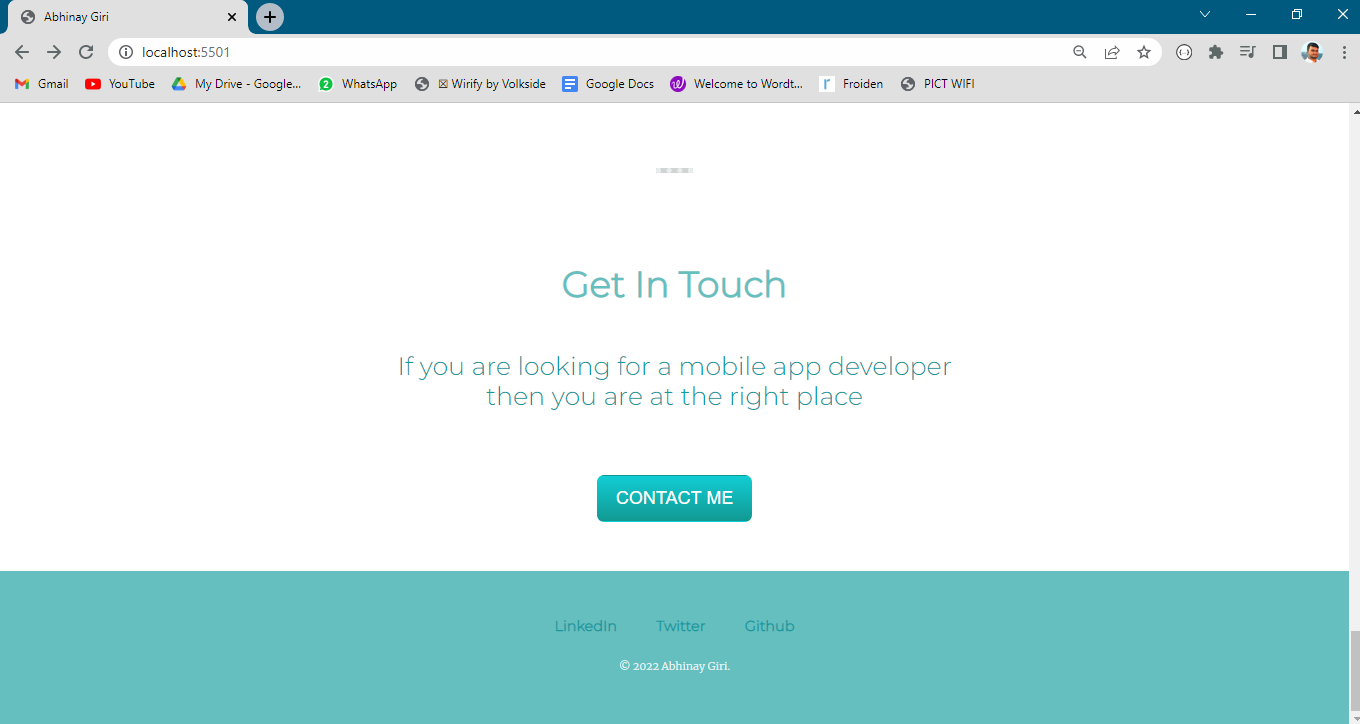 Abhinay Giri
localhost:5501
Gmail YouTube My Drive - Google... WhatsApp Wirify by Volkside Google Docs Welcome to Wordt... Froiden PICT WIFI
Get In Touch
If you are looking for a mobile app developer
then you are at the right place
CONTACT ME
LinkedIn Twitter Github
© 2022 Abhinay Giri.